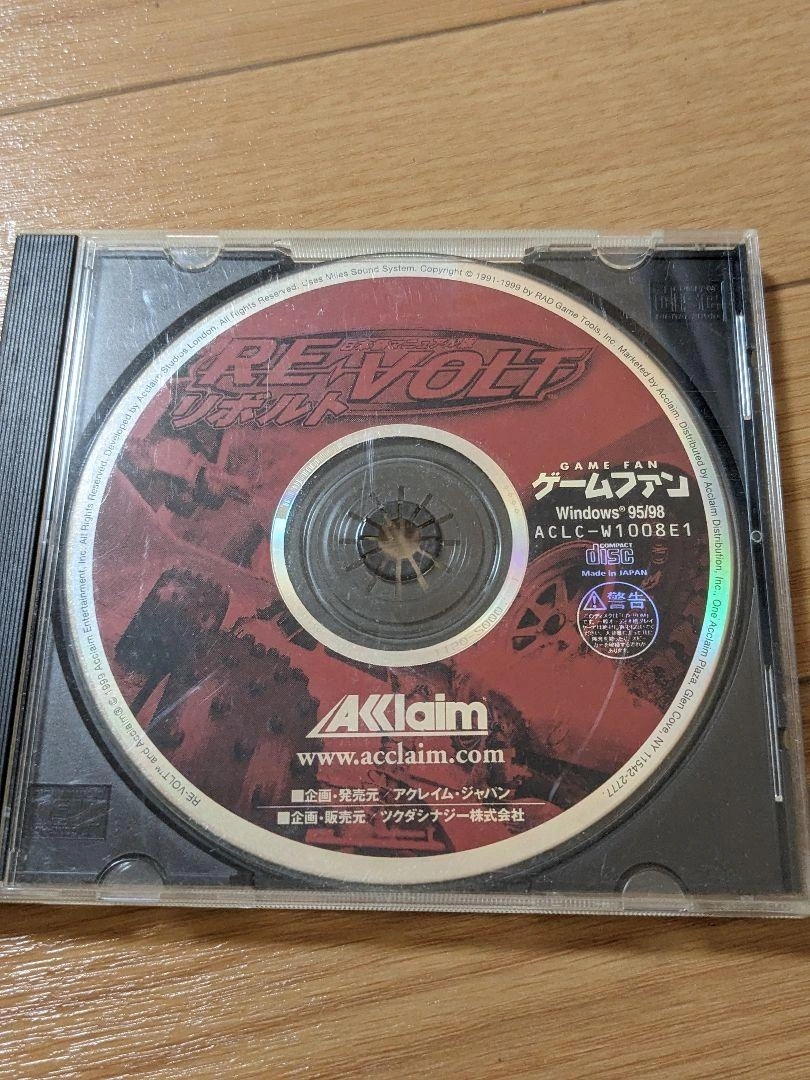 RE-VOLT
リボルト
GAME FAN
ゲームファン
Windows® 95/98
ACLC-W1008E1
COMPACT
disc
Made in JAPAN
警告
AKklaim
www.acclaim.com
■企画・発売元／アクレイム・ジャパン
■企画・販売元／ツクダシナジー株式会社
RE-VOLT™ and Acclaim® © 1999 Acclaim Entertainment, Inc. All Rights Reserved. Developed by Acclaim Studios London. All Rights Reserved. Uses Miles Sound System. Copyright © 1991-1998 by RAD Game Tools, Inc. Marketed by Acclaim. Distributed by Acclaim Distribution, Inc., One Acclaim Plaza, Glen Cove, NY 11542-2777.